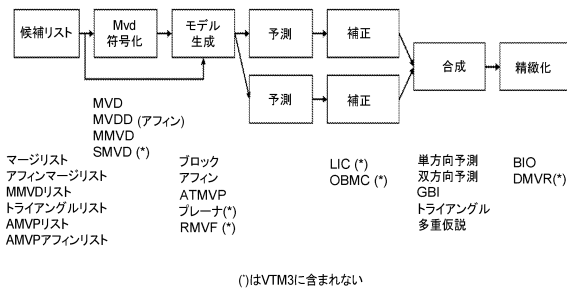 候補リスト
Mvd
符号化
モデル
生成
予測
補正
予測
補正
合成
精緻化
MVD
MVDD (アフィン)
MMVD
SMVD (*)
マージリスト
アフィンマージリスト
MMVDリスト
トライアングルリスト
AMVPリスト
AMVPアフィンリスト
ブロック
アフィン
ATMVP
プレーナ(*)
RMVF (*)
LIC (*)
OBMC (*)
単方向予測
双方向予測
GBI
トライアングル
多重仮説
BIO
DMVR(*)
(*)はVTM3に含まれない